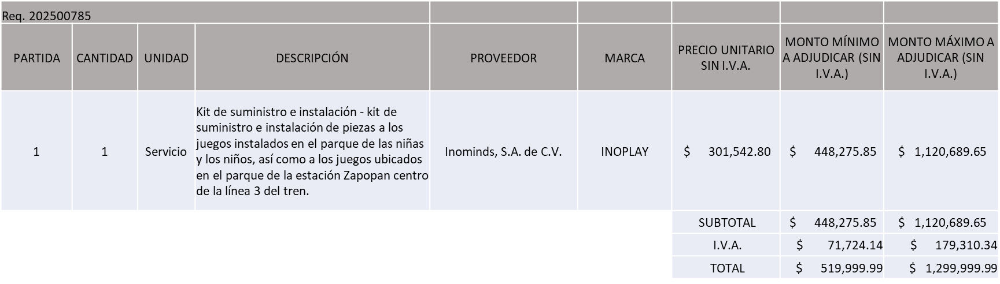 Req. 202500785
PARTIDA
CANTIDAD
UNIDAD
DESCRIPCIÓN
PROVEEDOR
MARCA
PRECIO UNITARIO
SIN I.V.A.
MONTO MÍNIMO
A ADJUDICAR (SIN
I.V.A.)
MONTO MÁXIMO A
ADJUDICAR (SIN
I.V.A.)
1
1
Servicio
Kit de suministro e instalación - kit de
suministro e instalación de piezas a los
juegos instalados en el parque de las niñas
y los niños, así como a los juegos ubicados
en el parque de la estación Zapopan centro
de la línea 3 del tren.
Inominds, S.A. de C.V.
INOPLAY
$ 301,542.80
$ 448,275.85
$ 1,120,689.65
SUBTOTAL $ 448,275.85 $ 1,120,689.65
I.V.A. $ 71,724.14 $ 179,310.34
TOTAL $ 519,999.99 $ 1,299,999.99